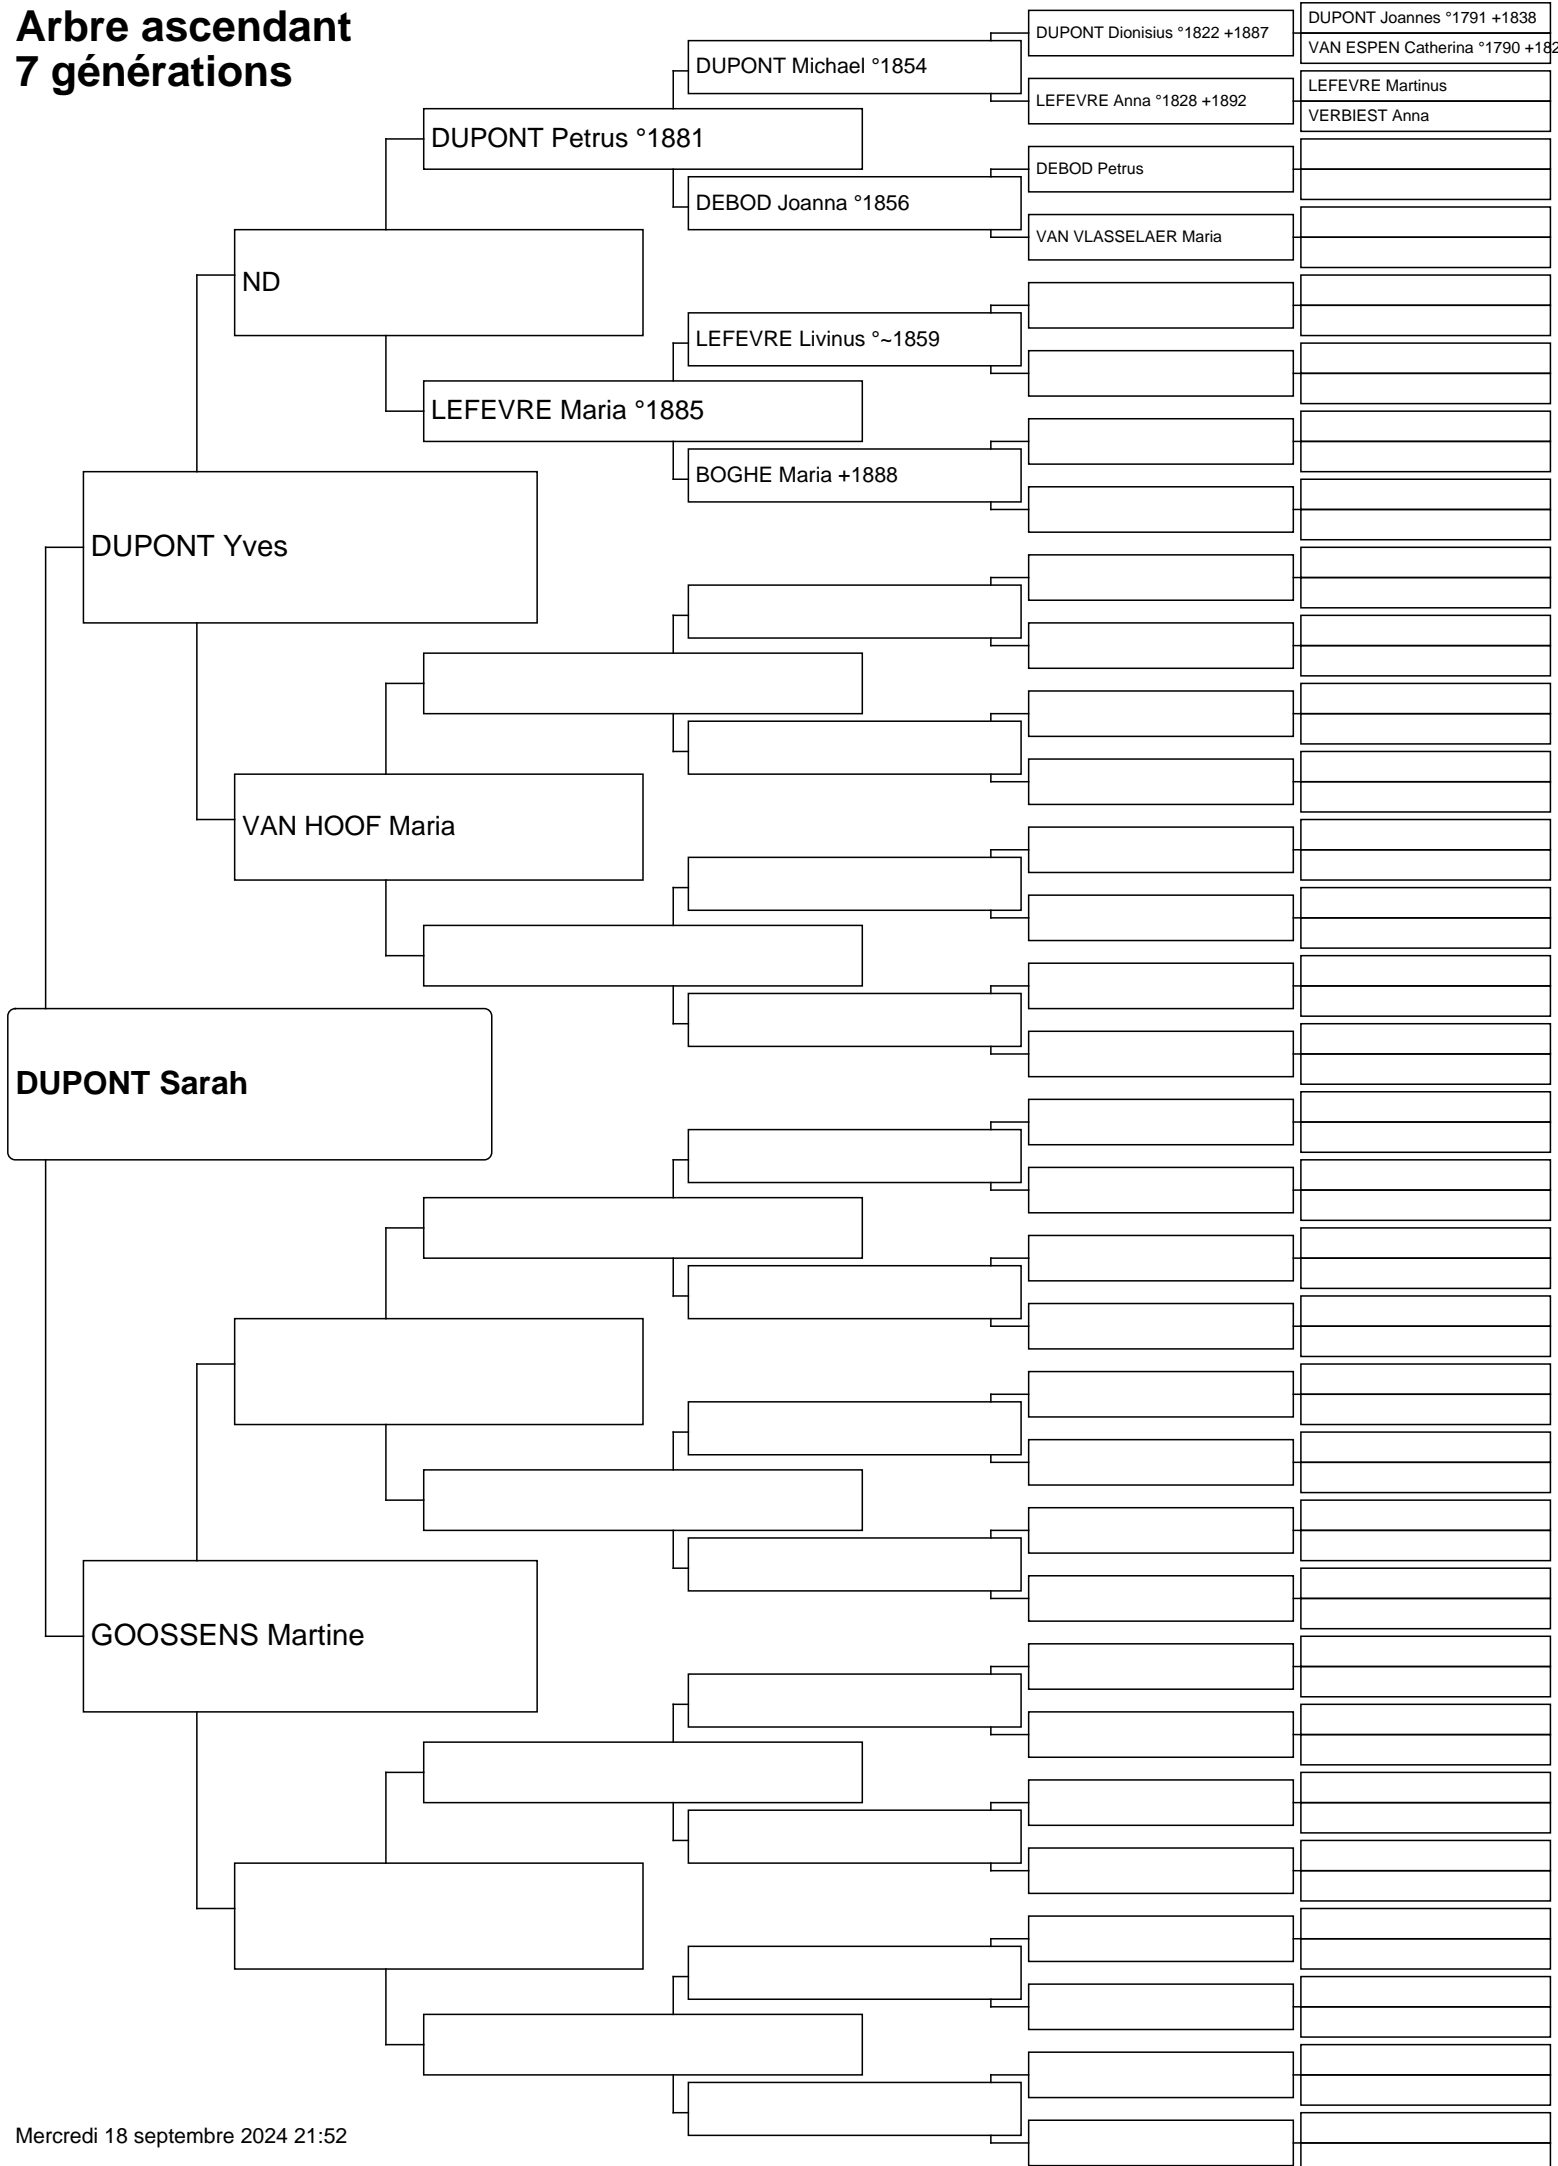 Arbre ascendant
7 générations
DUPONT Joannes °1791 +1838
DUPONT Dionisius °1822 +1887
VAN ESPEN Catherina °1790 +182
DUPONT Michael °1854
LEFEVRE Martinus
LEFEVRE Anna °1828 +1892
VERBIEST Anna
DUPONT Petrus °1881
DEBOD Petrus
DEBOD Joanna °1856
VAN VLASSELAER Maria
ND
LEFEVRE Livinus °~1859
LEFEVRE Maria °1885
BOGHE Maria +1888
DUPONT Yves
VAN HOOF Maria
DUPONT Sarah
GOOSSENS Martine
Mercredi 18 septembre 2024 21:52